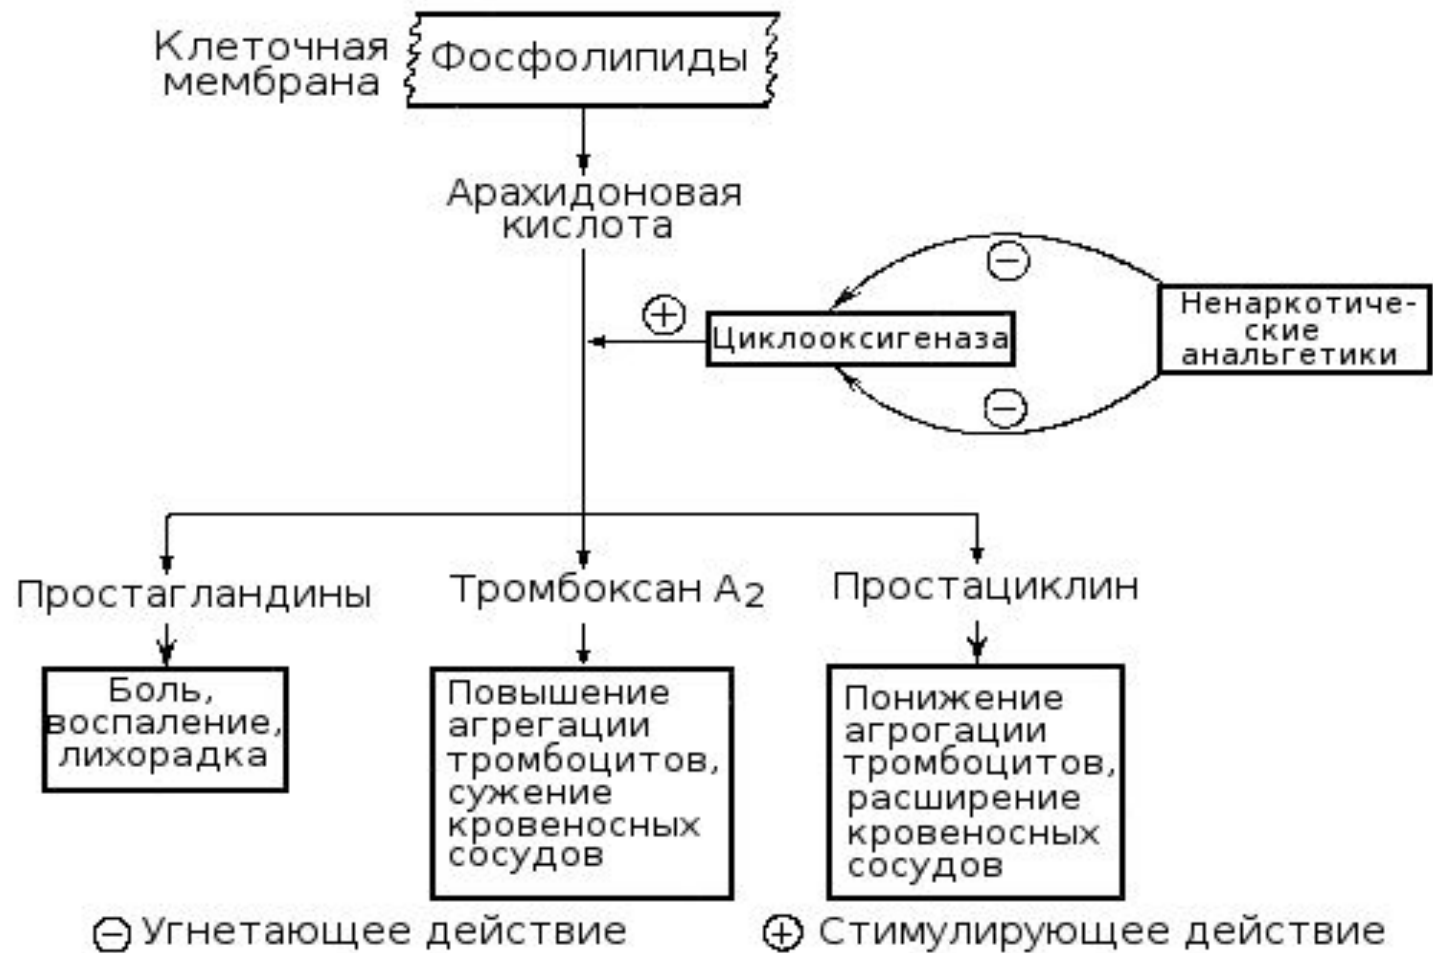 Клеточная
мембрана
Фосфолипиды
Арахидоновая
кислота
+
−
Циклооксигеназа
Ненаркотиче-
ские
анальгетики
−
Простагландины
Тромбоксан А2
Простациклин
Боль,
воспаление,
лихорадка
Повышение
агрегации
тромбоцитов,
сужение
кровеносных
сосудов
Понижение
агрогации
тромбоцитов,
расширение
кровеносных
сосудов
− Угнетающее действие
+ Стимулирующее действие